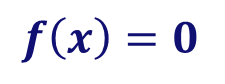 f(x) = 0